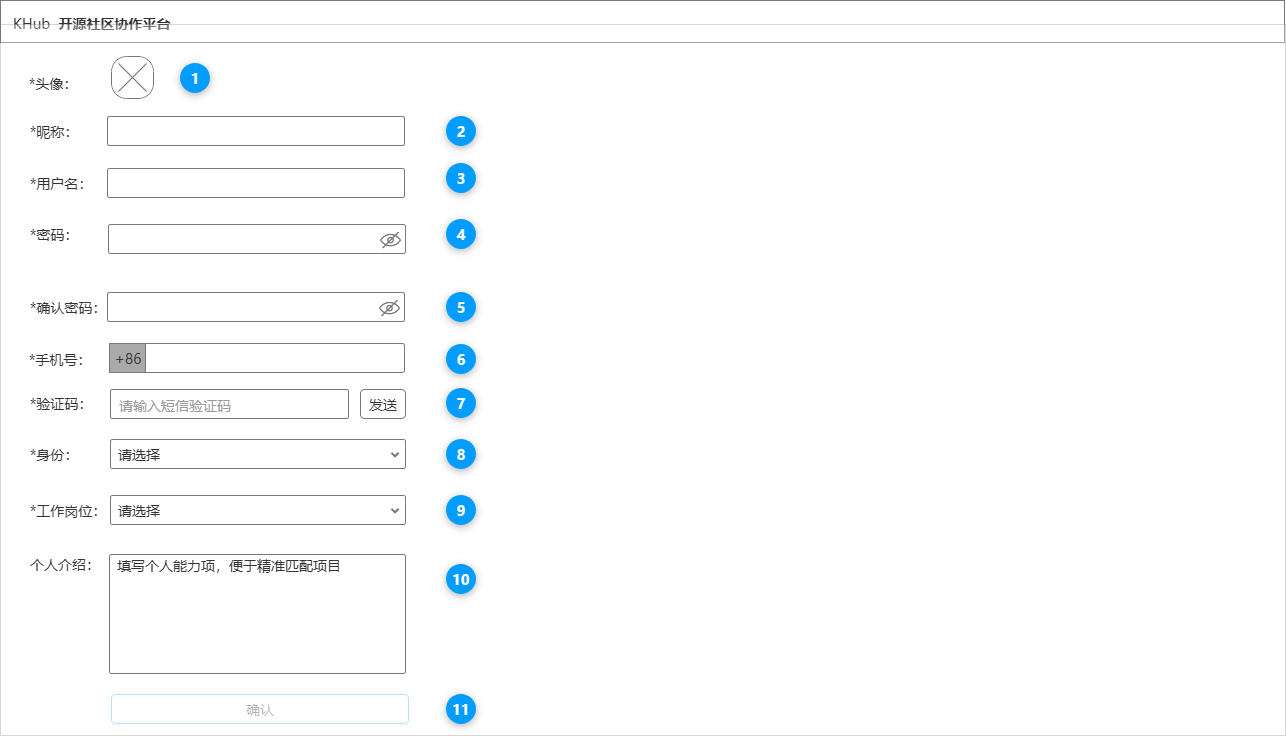 KHub 开源社区协作平台
*头像： 1
*昵称： 2
*用户名： 3
*密码： 4
*确认密码： 5
*手机号： +86 6
*验证码： 请输入短信验证码 发送 7
*身份： 请选择 8
*工作岗位： 请选择 9
个人介绍： 填写个人能力项，便于精准匹配项目 10
确认 11